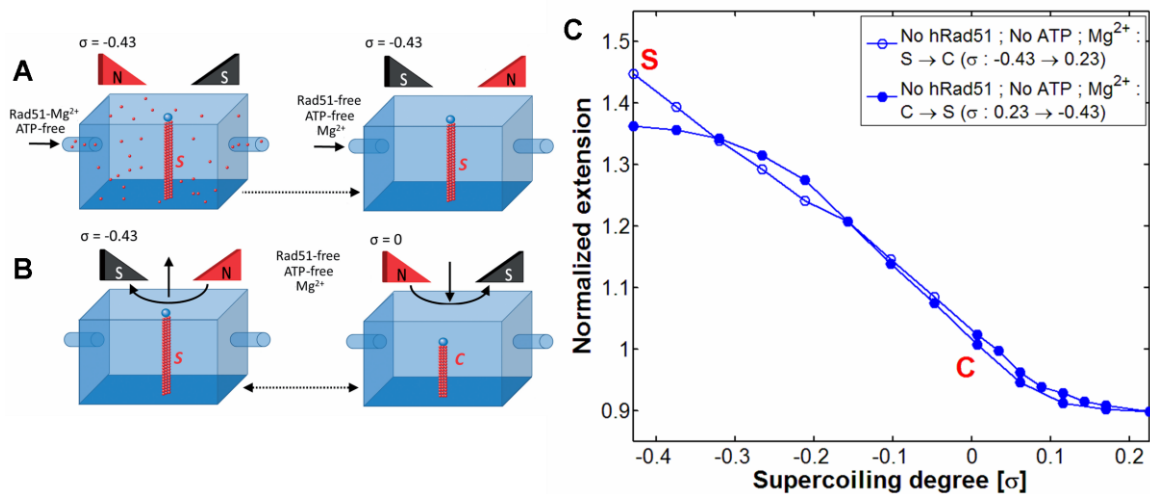 A
σ = -0.43
N
S
Rad51-Mg²⁺
ATP-free
S
σ = -0.43
S
N
Rad51-free
ATP-free
Mg²⁺
S
B
σ = -0.43
S
N
S
Rad51-free
ATP-free
Mg²⁺
σ = 0
N
S
C
C
No hRad51 ; No ATP ; Mg²⁺ :
S → C (σ : -0.43 → 0.23)
No hRad51 ; No ATP ; Mg²⁺ :
C → S (σ : 0.23 → -0.43)
S
C
Normalized extension
1.5
1.4
1.3
1.2
1.1
1
0.9
-0.4
-0.3
-0.2
-0.1
0
0.1
0.2
Supercoiling degree [σ]